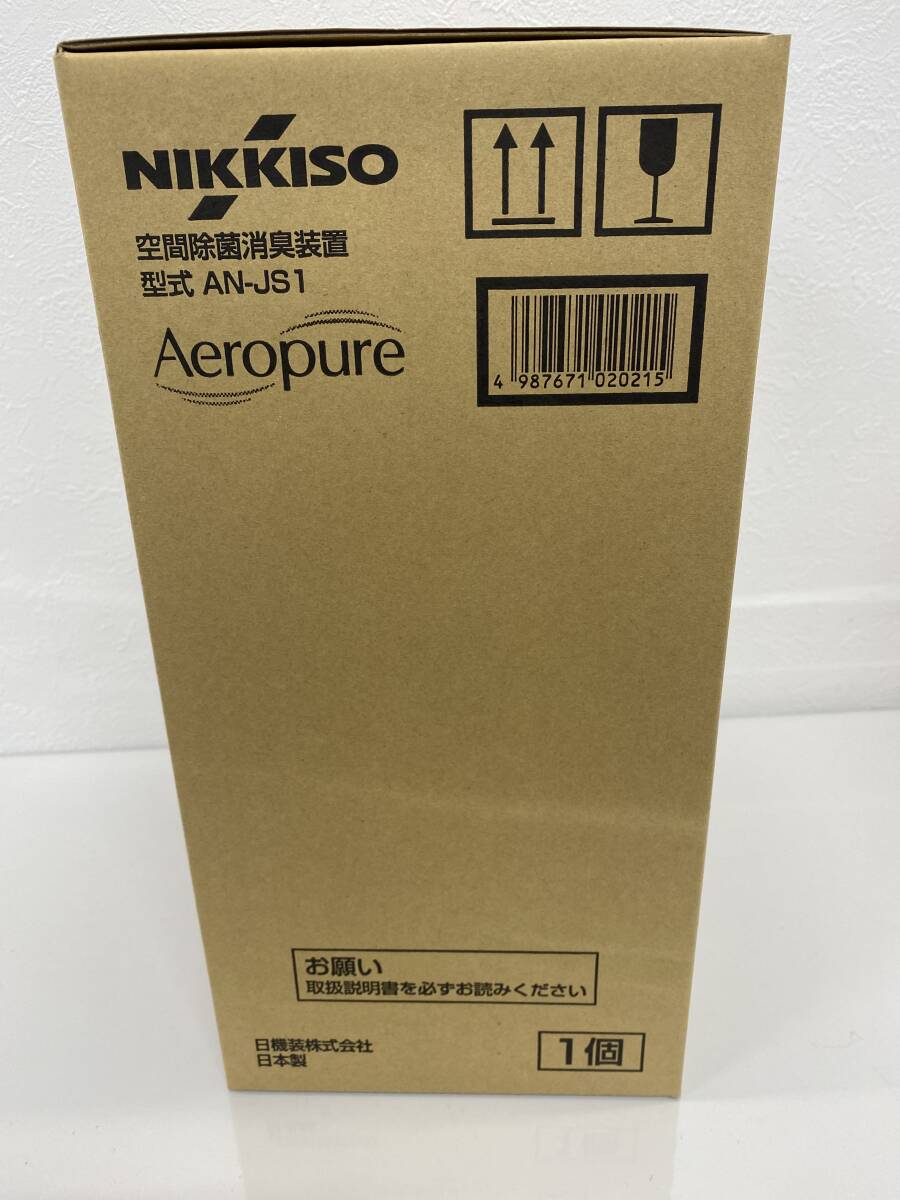 NIKKISO
空間除菌消臭装置
型式 AN-JS1
Aeropure
4 987671 020215
お願い
取扱説明書を必ずお読みください
日機装株式会社
日本製
1個